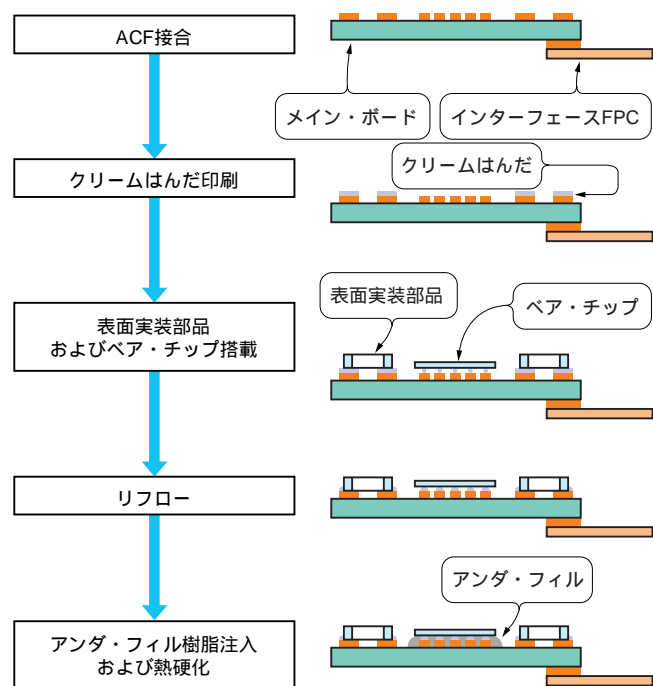 ACF接合
メイン・ボード
インターフェースFPC
クリームはんだ印刷
クリームはんだ
表面実装部品
およびベア・チップ搭載
表面実装部品
ベア・チップ
リフロー
アンダ・フィル樹脂注入
および熱硬化
アンダ・フィル